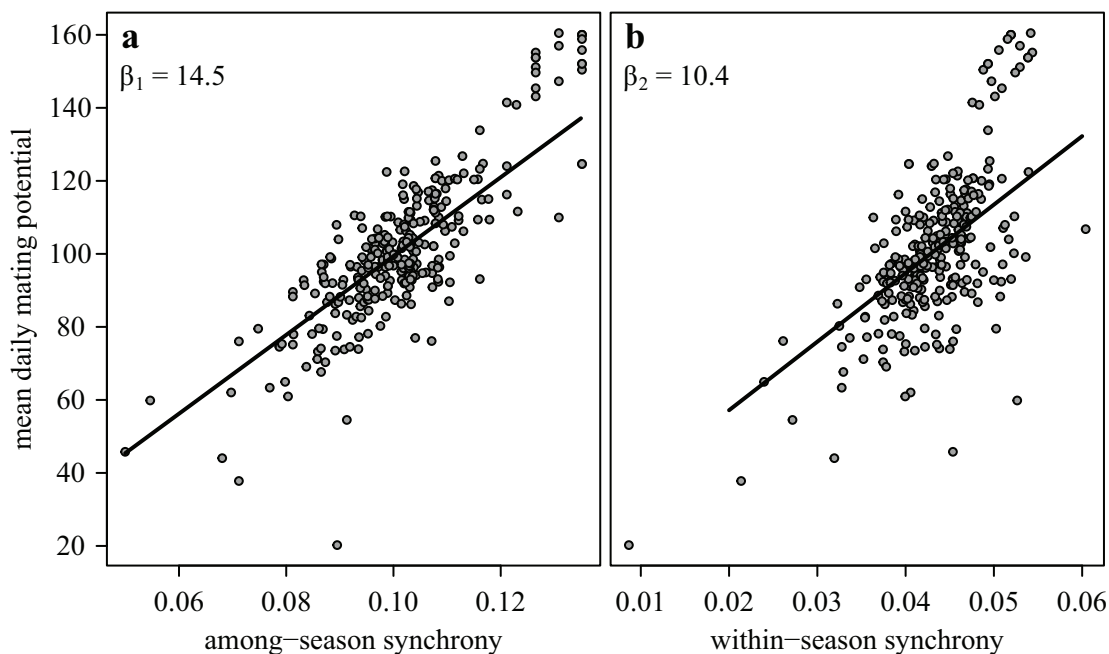 a
β1 = 14.5
b
β2 = 10.4
mean daily mating potential
160
140
120
100
80
60
40
20
0.06 0.08 0.10 0.12
0.01 0.02 0.03 0.04 0.05 0.06
among−season synchrony
within−season synchrony